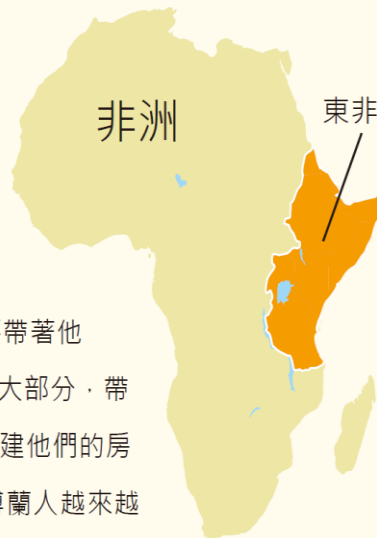 非洲
東非
帶著他
大部分，帶
建他們的房
蘭人越來越